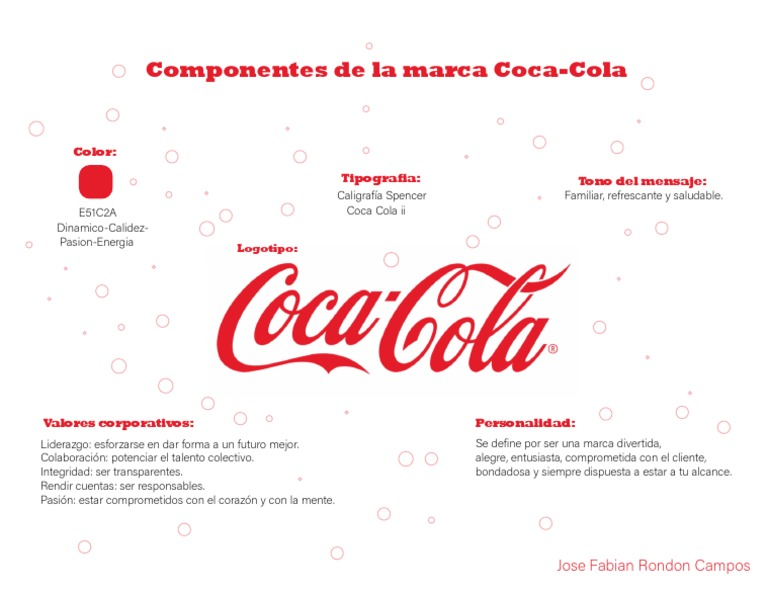 Componentes de la marca Coca-Cola
Color:
E51C2A
Dinamico-Calidez-
Pasion-Energia
Tipografia:
Caligrafía Spencer
Coca Cola ii
Tono del mensaje:
Familiar, refrescante y saludable.
Logotipo:
Coca-Cola®
Valores corporativos:
Liderazgo: esforzarse en dar forma a un futuro mejor.
Colaboración: potenciar el talento colectivo.
Integridad: ser transparentes.
Rendir cuentas: ser responsables.
Pasión: estar comprometidos con el corazón y con la mente.
Personalidad:
Se define por ser una marca divertida,
alegre, entusiasta, comprometida con el cliente,
bondadosa y siempre dispuesta a estar a tu alcance.
Jose Fabian Rondon Campos